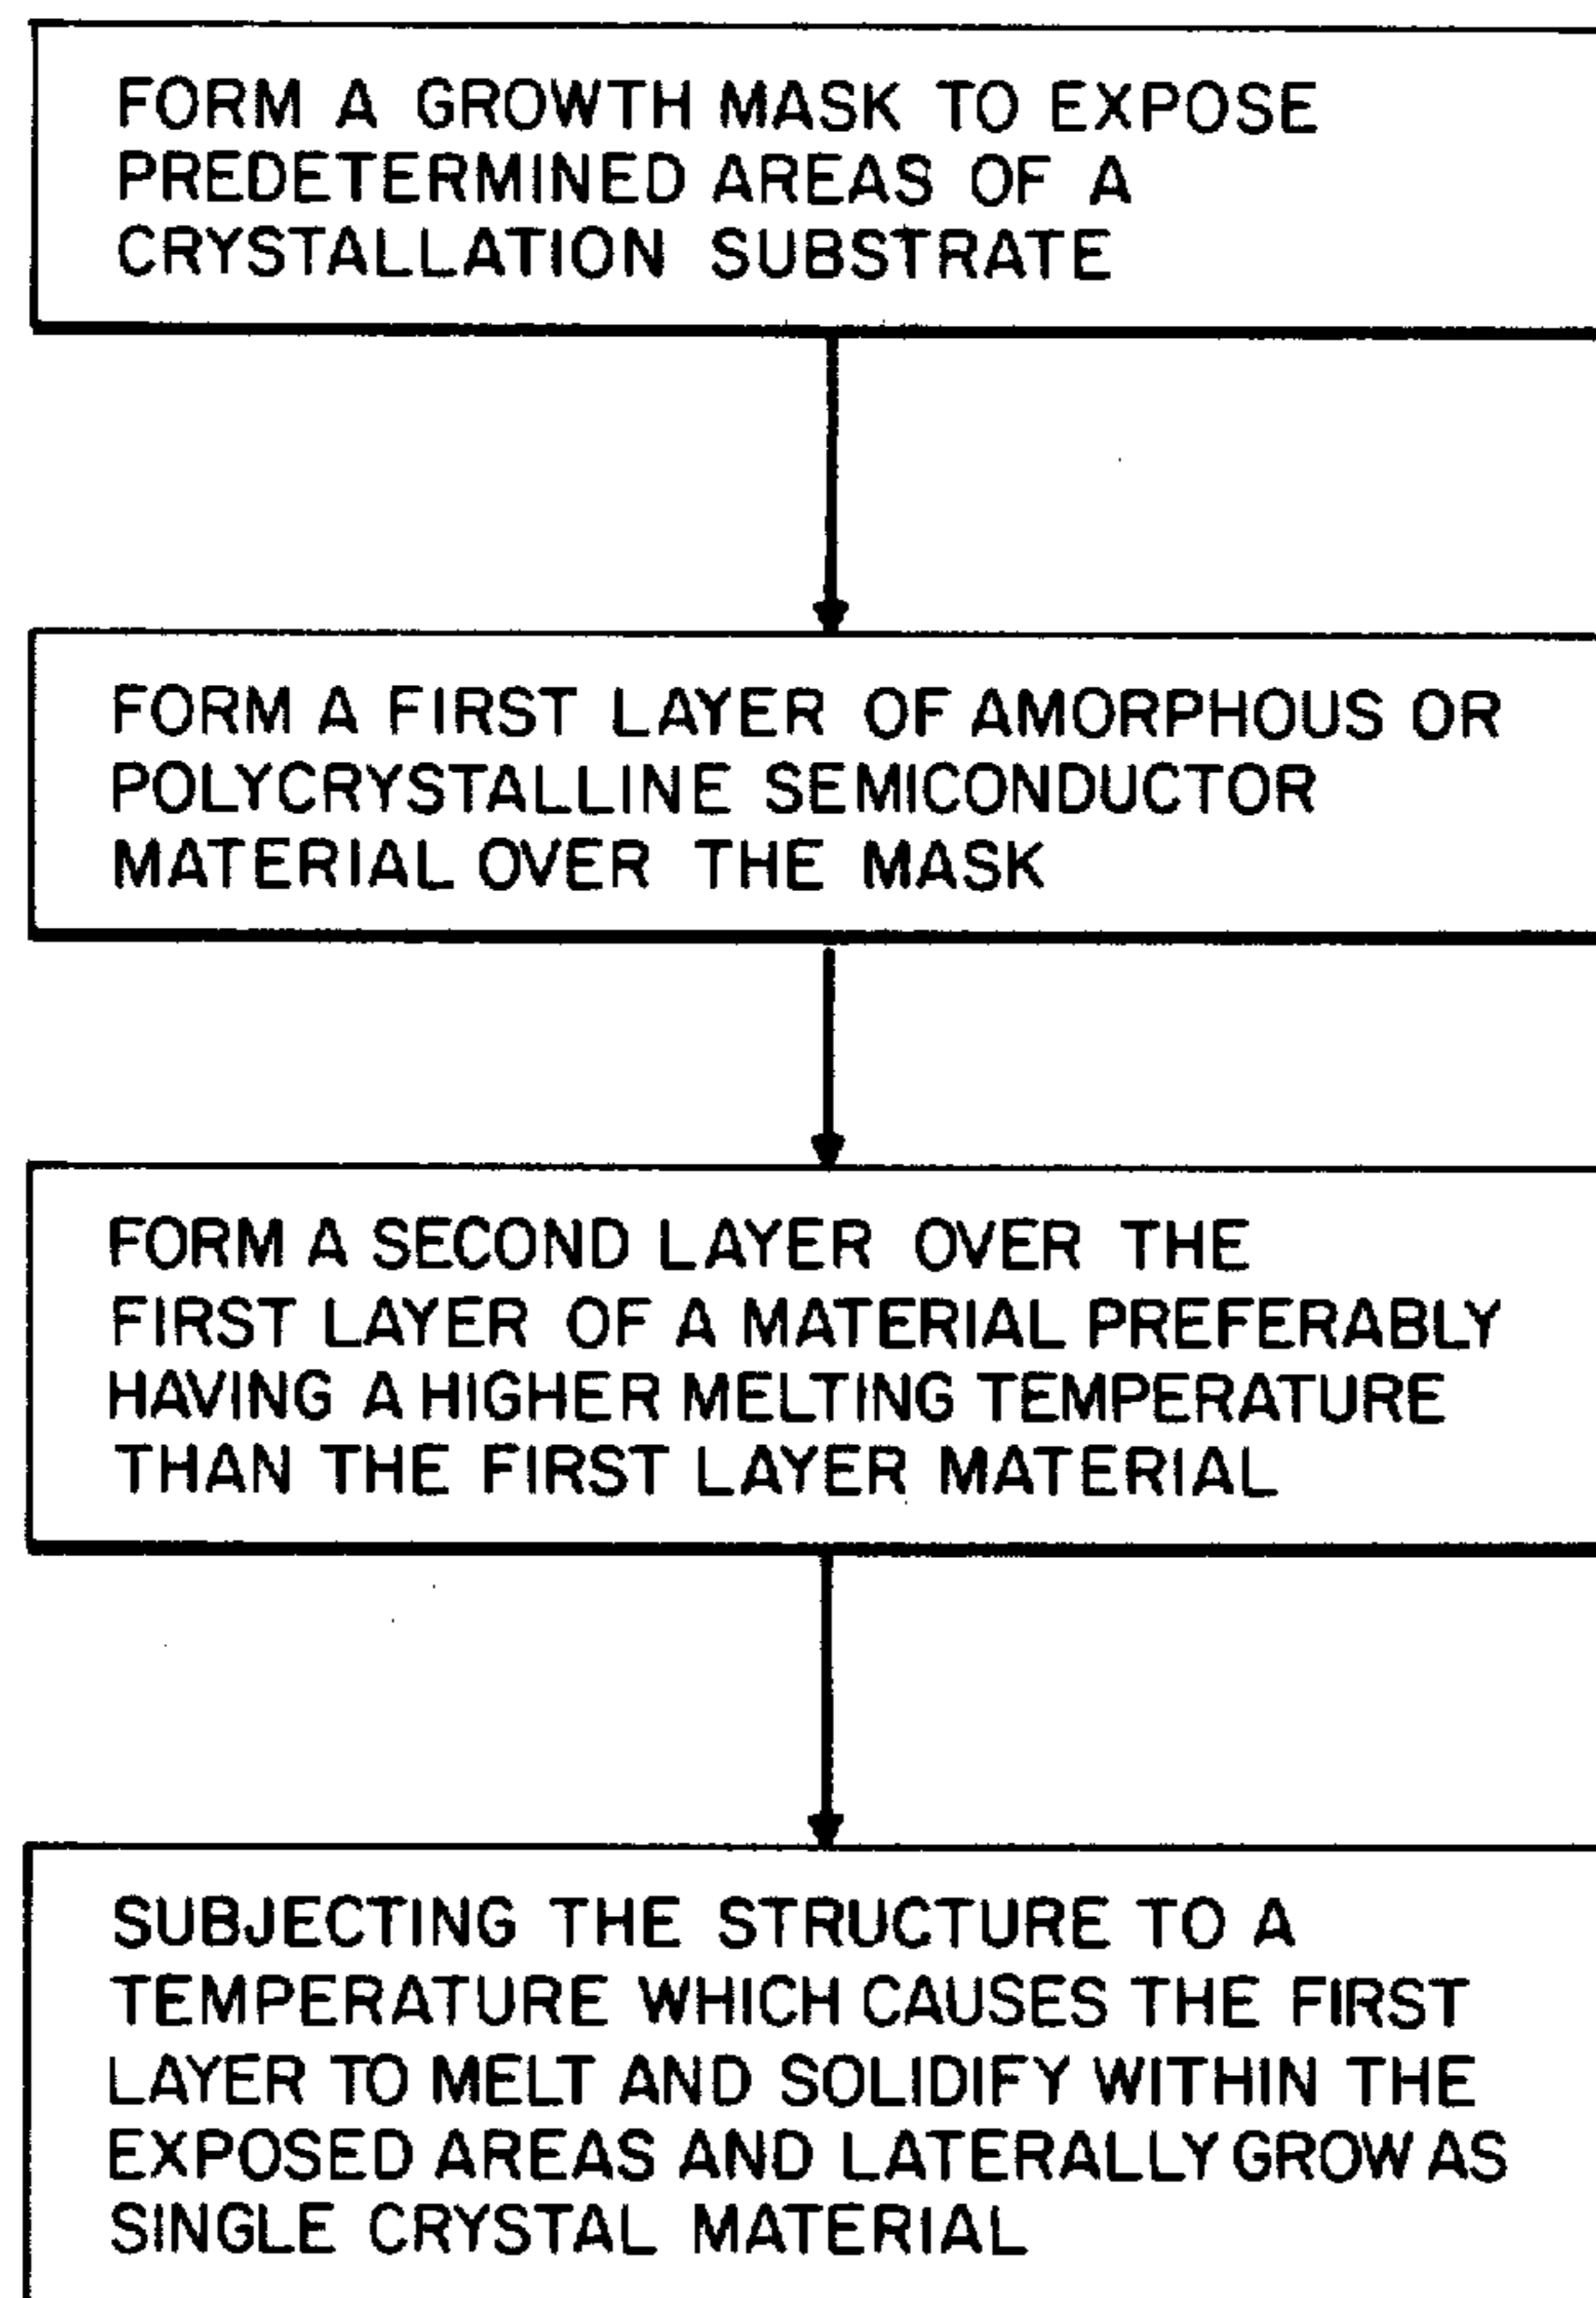 FORM A GROWTH MASK TO EXPOSE
PREDETERMINED AREAS OF A
CRYSTALLATION SUBSTRATE
FORM A FIRST LAYER OF AMORPHOUS OR
POLYCRYSTALLINE SEMICONDUCTOR
MATERIAL OVER THE MASK
FORM A SECOND LAYER OVER THE
FIRST LAYER OF A MATERIAL PREFERABLY
HAVING A HIGHER MELTING TEMPERATURE
THAN THE FIRST LAYER MATERIAL
SUBJECTING THE STRUCTURE TO A
TEMPERATURE WHICH CAUSES THE FIRST
LAYER TO MELT AND SOLIDIFY WITHIN THE
EXPOSED AREAS AND LATERALLY GROW AS
SINGLE CRYSTAL MATERIAL